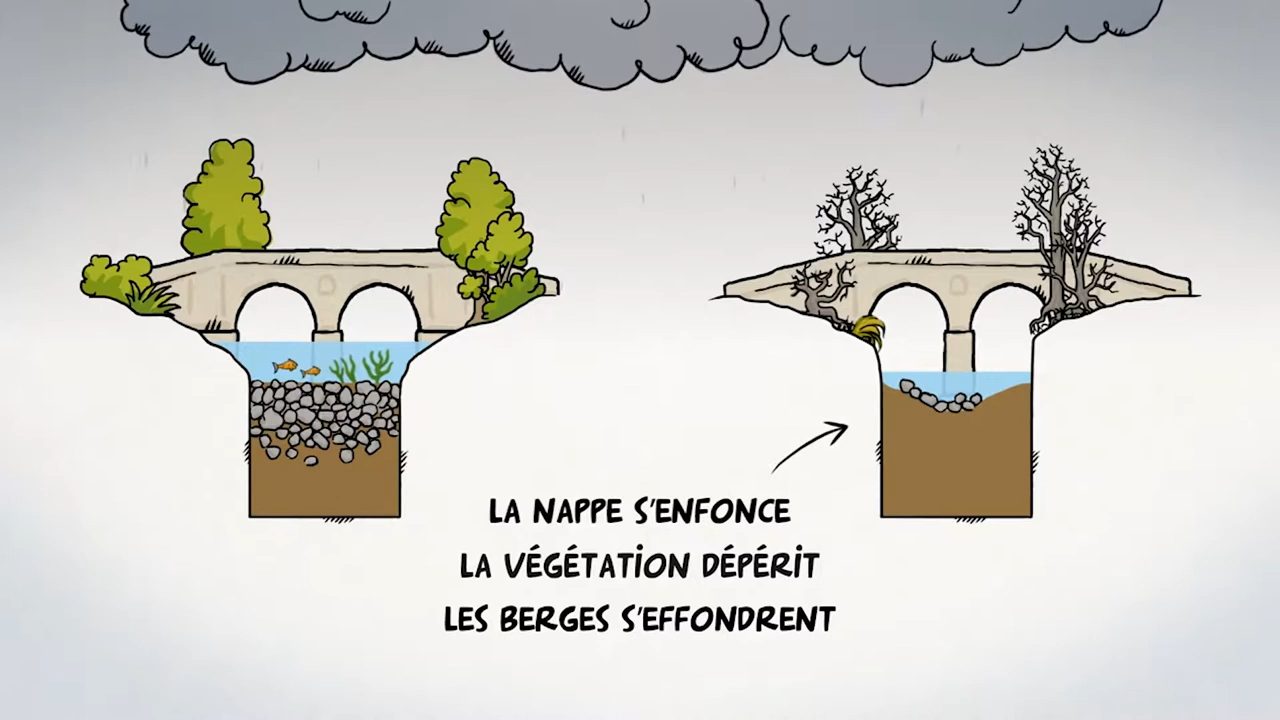 LA NAPPE S'ENFONCE
LA VÉGÉTATION DÉPÉRIT
LES BERGES S'EFFONDRENT